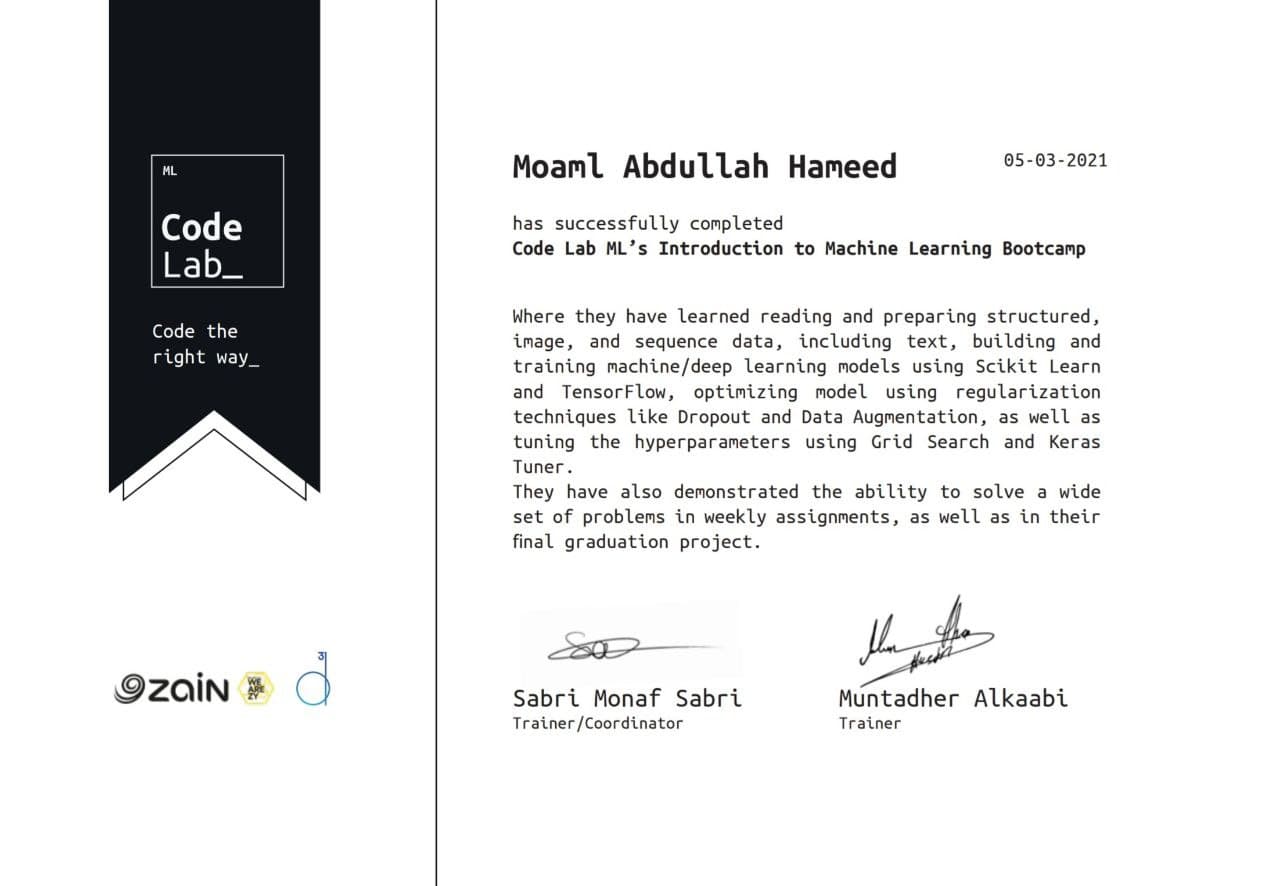 ML
Code
Lab_
Code the
right way_
zain
WE
ARE
ZY
Moaml Abdullah Hameed
05-03-2021
has successfully completed
Code Lab ML’s Introduction to Machine Learning Bootcamp
Where they have learned reading and preparing structured,
image, and sequence data, including text, building and
training machine/deep learning models using Scikit Learn
and TensorFlow, optimizing model using regularization
techniques like Dropout and Data Augmentation, as well as
tuning the hyperparameters using Grid Search and Keras
Tuner.
They have also demonstrated the ability to solve a wide
set of problems in weekly assignments, as well as in their
final graduation project.
Sabri Monaf Sabri
Trainer/Coordinator
Muntadher Alkaabi
Trainer